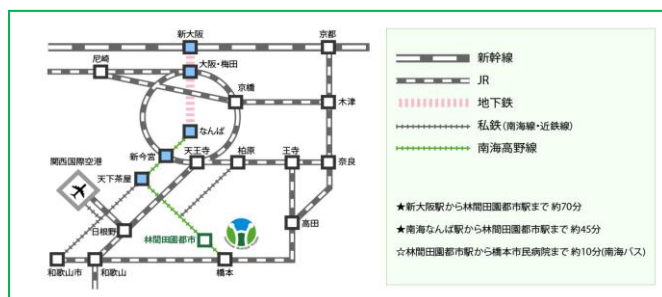 新大阪
京都
尼崎
大阪・梅田
京橋
木津
なんば
新今宮
天王寺
柏原
王寺
奈良
関西国際空港
天下茶屋
日根野
林間田園都市
高田
和歌山市
和歌山
橋本
新幹線
JR
地下鉄
私鉄(南海線・近鉄線)
南海高野線
★新大阪駅から林間田園都市駅まで 約70分
★南海なんば駅から林間田園都市駅まで 約45分
☆林間田園都市駅から橋本市民病院まで 約10分(南海バス)